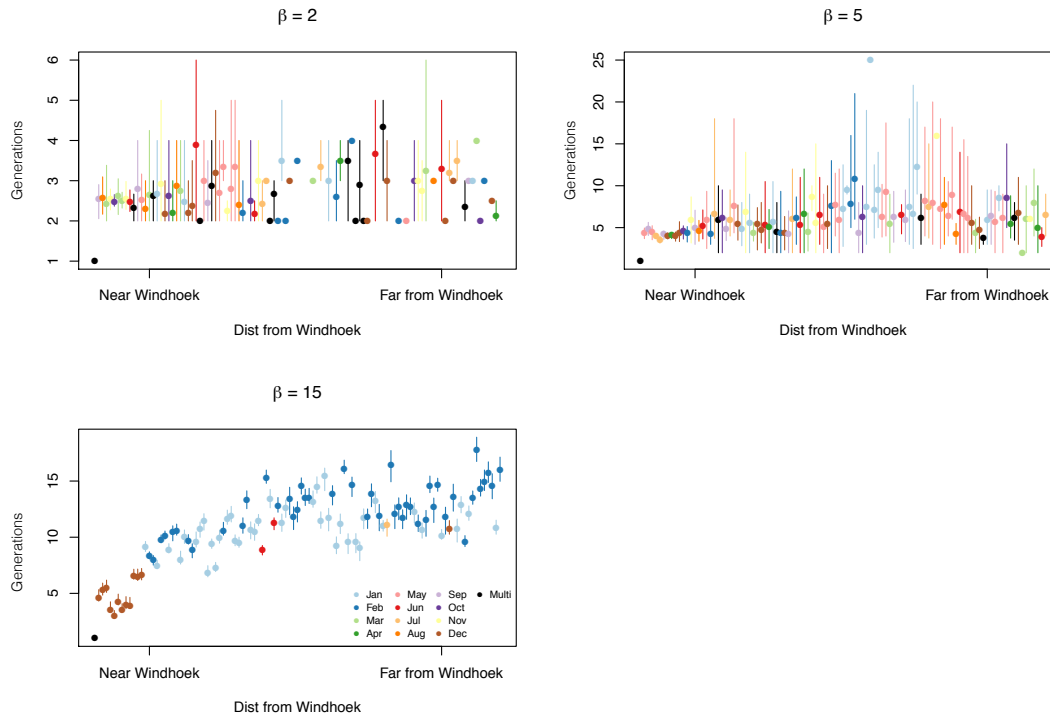 β = 2
Generations
6
5
4
3
2
1
Near Windhoek
Far from Windhoek
Dist from Windhoek
β = 5
Generations
25
20
15
10
5
Near Windhoek
Far from Windhoek
Dist from Windhoek
β = 15
Generations
15
10
5
Jan May Sep Multi
Feb Jun Oct
Mar Jul Nov
Apr Aug Dec
Near Windhoek
Far from Windhoek
Dist from Windhoek